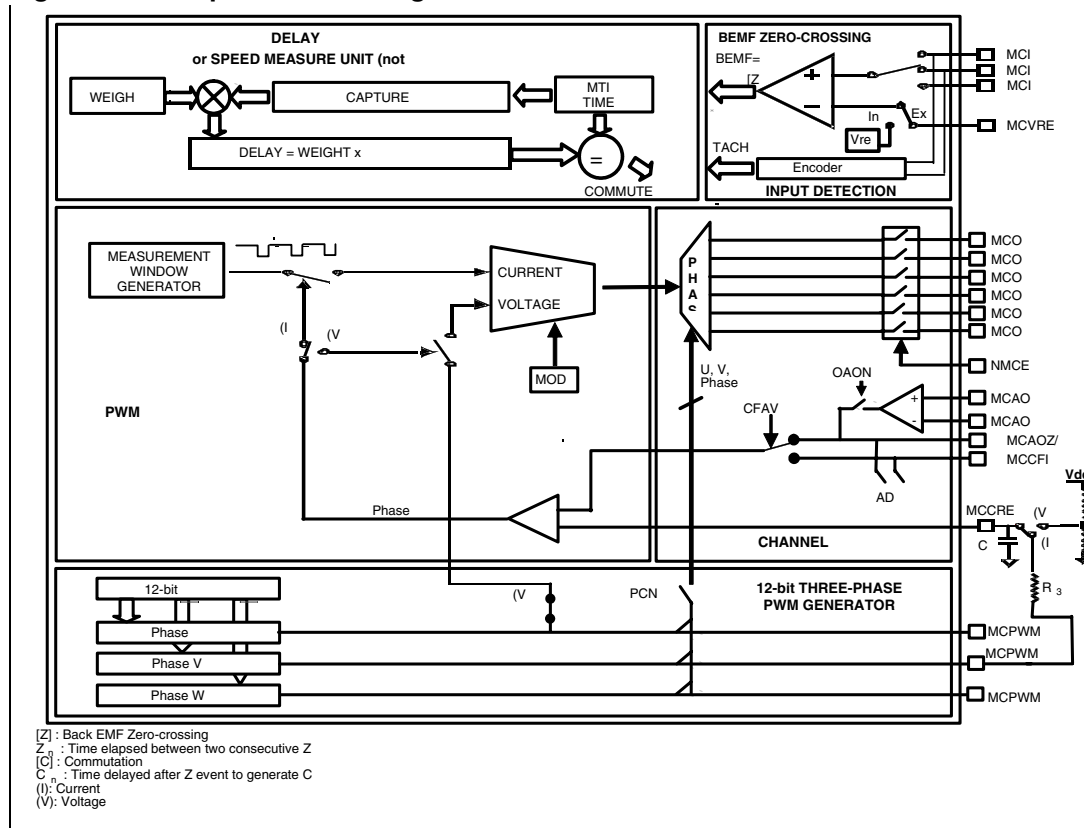 DELAY
or SPEED MEASURE UNIT (not
WEIGH
CAPTURE
MTI
TIME
DELAY = WEIGHT x
=
COMMUTE
BEMF ZERO-CROSSING
BEMF=
[Z
+
–
In
Ex
Vre
TACH
Encoder
INPUT DETECTION
MCI
MCI
MCI
MCVRE
MEASUREMENT
WINDOW
GENERATOR
CURRENT
VOLTAGE
(I
(V
MOD
PWM
Phase
P
H
A
S
U, V,
Phase
OAON
CFAV
+
-
AD
CHANNEL
MCO
MCO
MCO
MCO
MCO
MCO
NMCE
MCAO
MCAO
MCAOZ/
MCCFI
Vdd
MCCRE
(V
(I
C
R 3
12-bit
Phase
Phase V
Phase W
(V
PCN
12-bit THREE-PHASE
PWM GENERATOR
MCPWM
MCPWM
MCPWM
[Z] : Back EMF Zero-crossing
Z n : Time elapsed between two consecutive Z
[C] : Commutation
C n : Time delayed after Z event to generate C
(I): Current
(V): Voltage